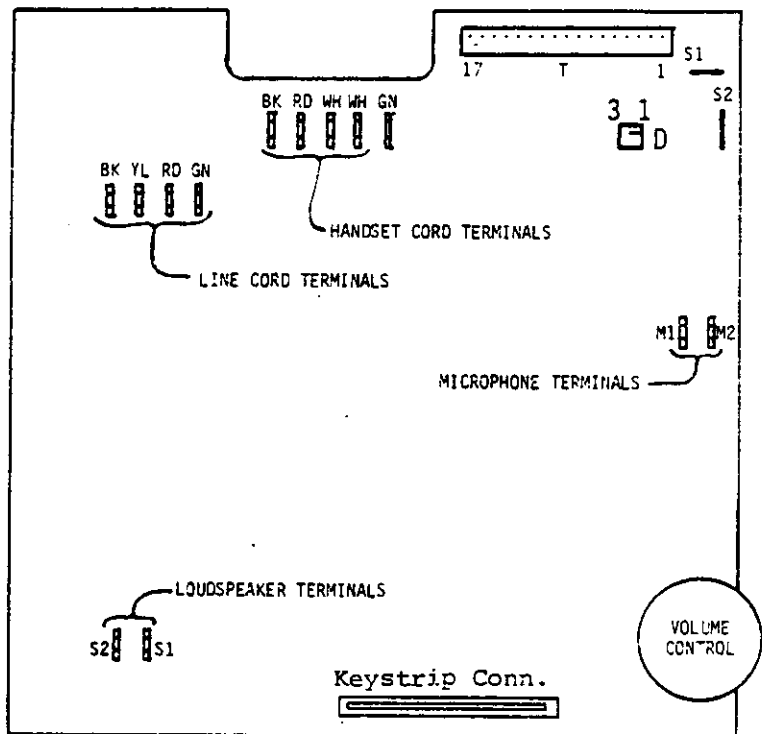 17 T 1
S1
S2
3 1
D
BK RD WH WH GN
HANDSET CORD TERMINALS
BK YL RD GN
LINE CORD TERMINALS
M1 M2
MICROPHONE TERMINALS
LOUDSPEAKER TERMINALS
S2 S1
VOLUME
CONTROL
Keystrip Conn.